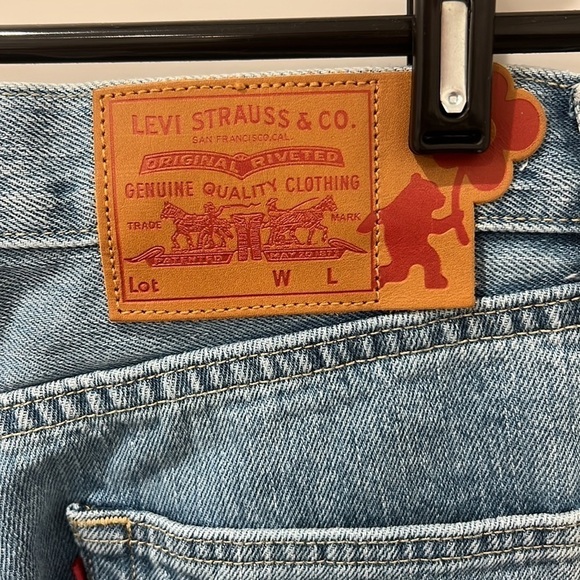 LEVI STRAUSS & CO.
SAN FRANCISCO, CAL.
ORIGINAL RIVETED
GENUINE QUALITY CLOTHING
TRADE MARK
PATENTED MAY 20 1873
Lot W L